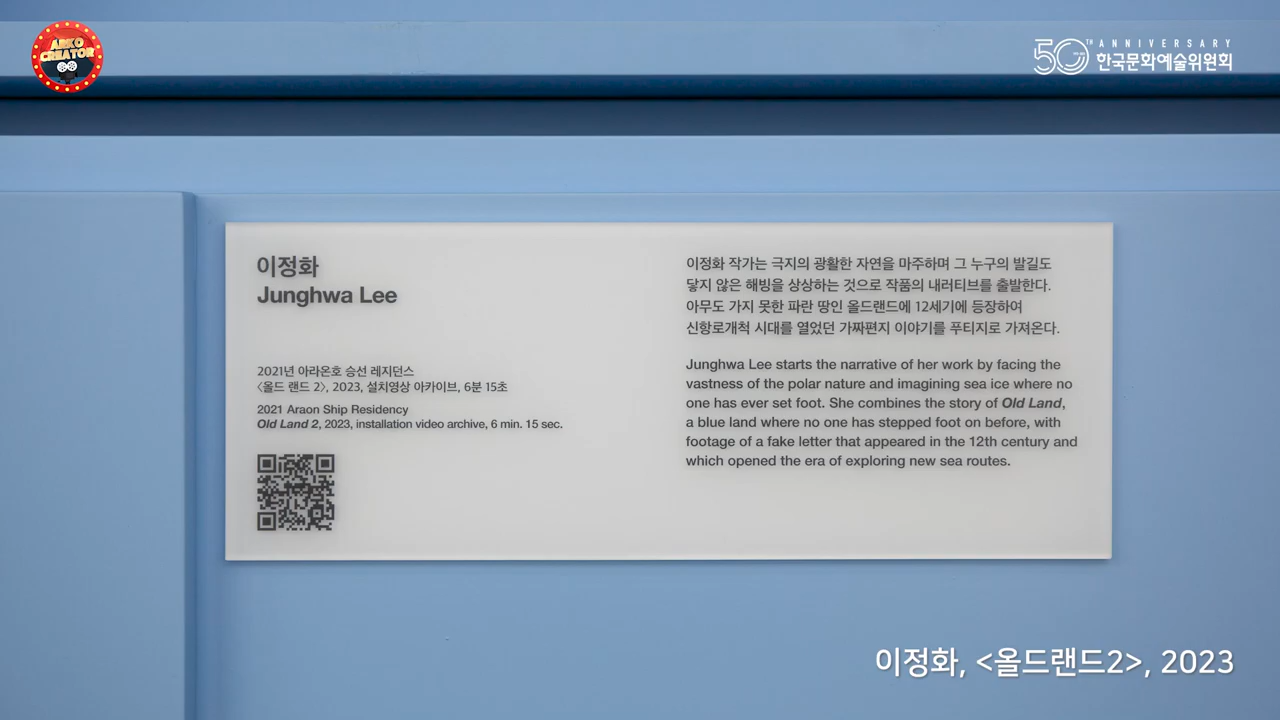 ARKO
CREATOR
50TH ANNIVERSARY
한국문화예술위원회
이정화
Junghwa Lee
2021년 아라온호 승선 레지던스
〈올드 랜드 2〉, 2023, 설치영상 아카이브, 6분 15초
2021 Araon Ship Residency
Old Land 2, 2023, installation video archive, 6 min. 15 sec.
이정화 작가는 극지의 광활한 자연을 마주하며 그 누구의 발길도
닿지 않은 해빙을 상상하는 것으로 작품의 내러티브를 출발한다.
아무도 가지 못한 파란 땅인 올드랜드에 12세기에 등장하여
신항로개척 시대를 열었던 가짜편지 이야기를 푸티지로 가져온다.
Junghwa Lee starts the narrative of her work by facing the
vastness of the polar nature and imagining sea ice where no
one has ever set foot. She combines the story of Old Land,
a blue land where no one has stepped foot on before, with
footage of a fake letter that appeared in the 12th century and
which opened the era of exploring new sea routes.
이정화, <올드랜드2>, 2023